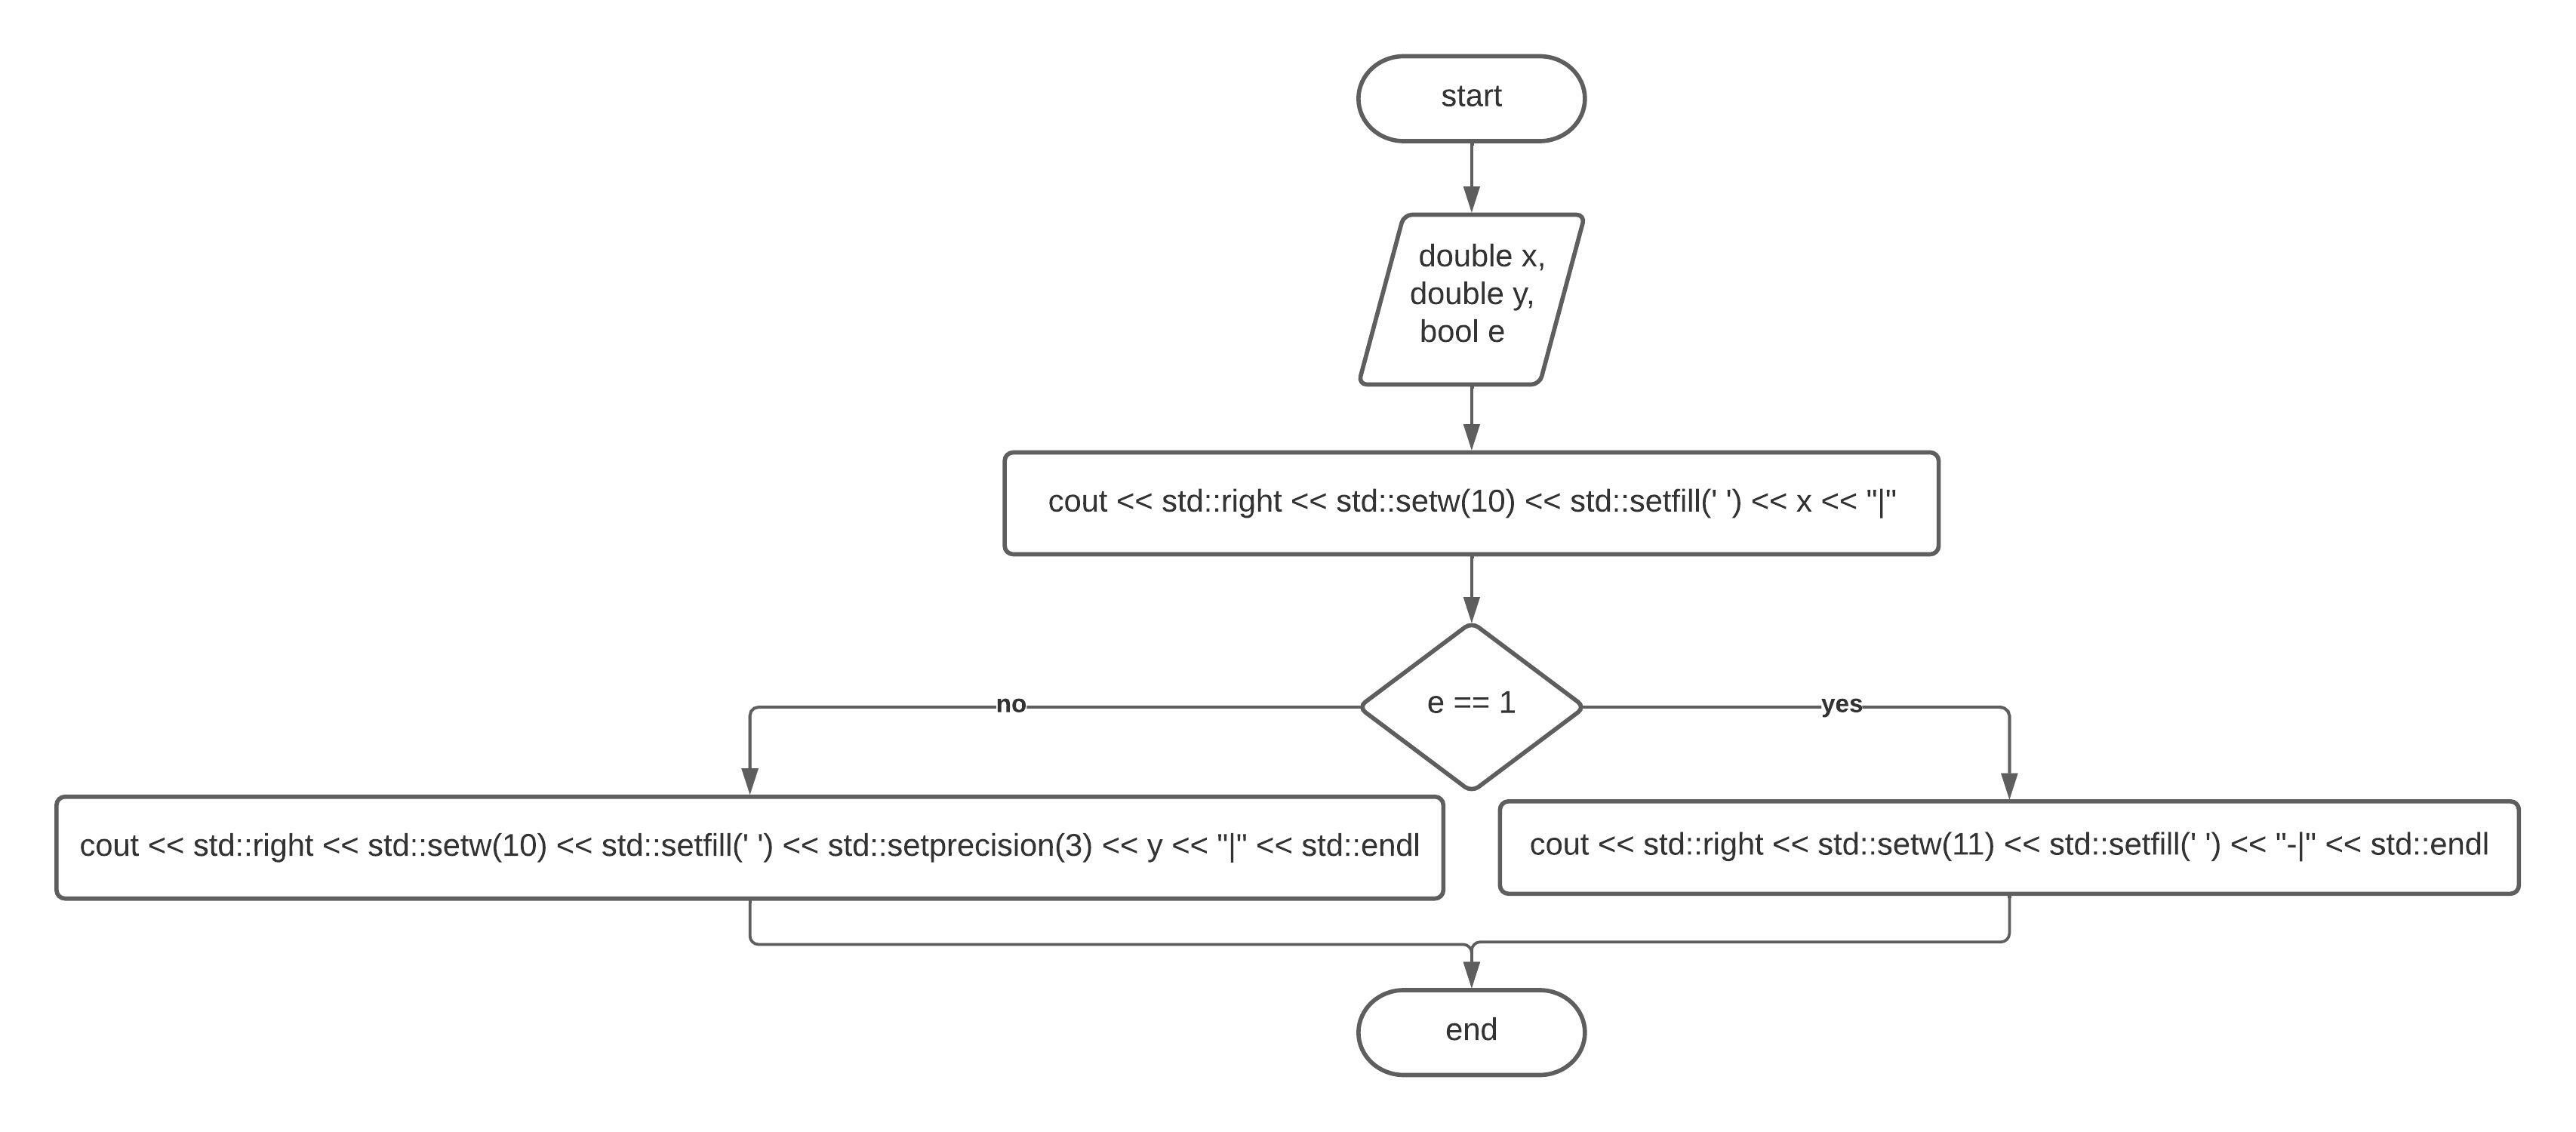 start
double x,
double y,
bool e
cout << std::right << std::setw(10) << std::setfill(' ') << x << "|"
e == 1
no
yes
cout << std::right << std::setw(10) << std::setfill(' ') << std::setprecision(3) << y << "|" << std::endl
cout << std::right << std::setw(11) << std::setfill(' ') << "-|" << std::endl
end